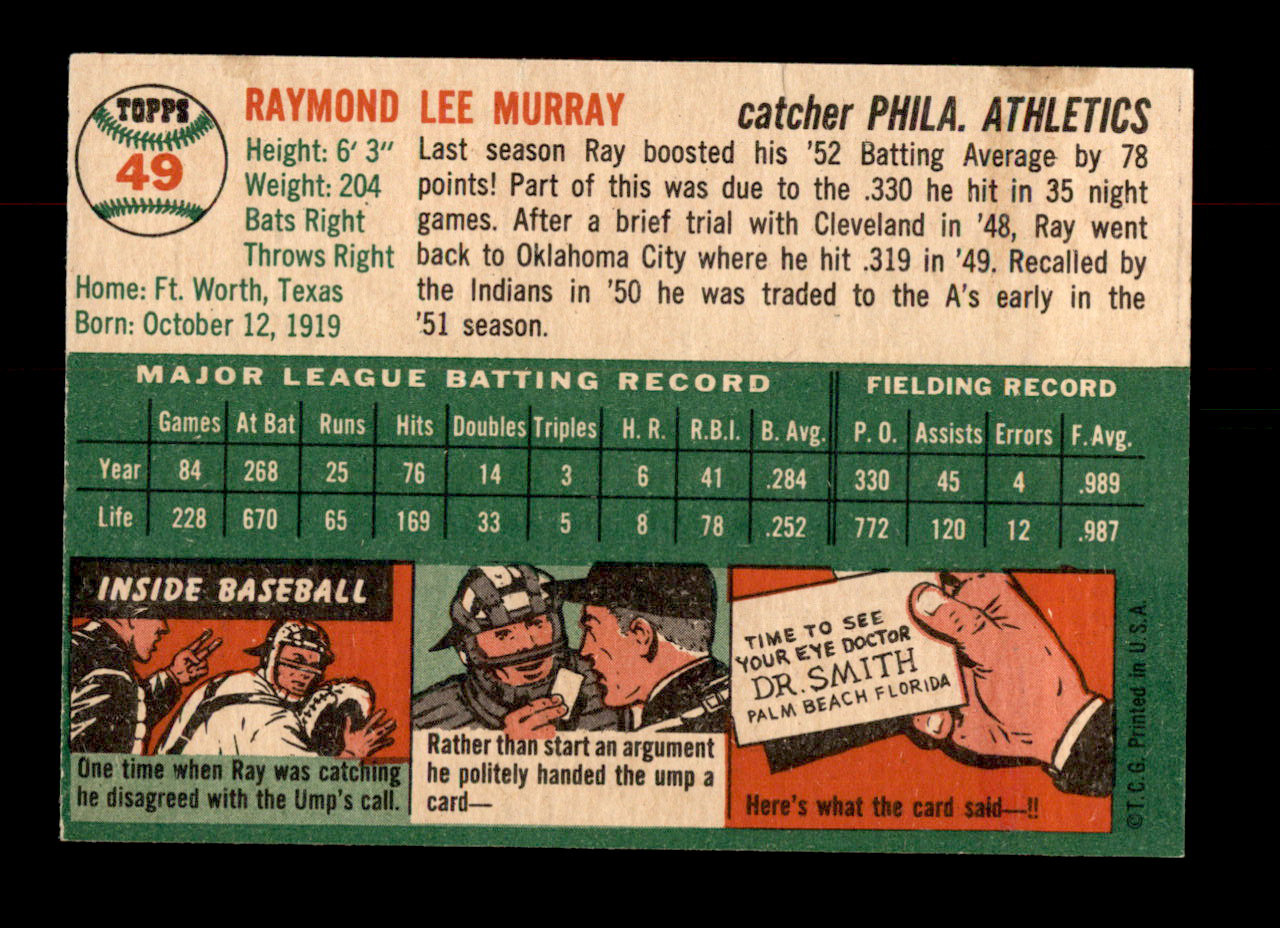 TOPPS
49
RAYMOND LEE MURRAY
catcher PHILA. ATHLETICS
Height: 6' 3"
Weight: 204
Bats Right
Throws Right
Home: Ft. Worth, Texas
Born: October 12, 1919
Last season Ray boosted his '52 Batting Average by 78
points! Part of this was due to the .330 he hit in 35 night
games. After a brief trial with Cleveland in '48, Ray went
back to Oklahoma City where he hit .319 in '49. Recalled by
the Indians in '50 he was traded to the A's early in the
'51 season.
MAJOR LEAGUE BATTING RECORD FIELDING RECORD
Games At Bat Runs Hits Doubles Triples H. R. R.B.I. B. Avg. P. O. Assists Errors F. Avg.
Year 84 268 25 76 14 3 6 41 .284 330 45 4 .989
Life 228 670 65 169 33 5 8 78 .252 772 120 12 .987
INSIDE BASEBALL
One time when Ray was catching
he disagreed with the Ump's call.
Rather than start an argument
he politely handed the ump a
card—
TIME TO SEE
YOUR EYE DOCTOR
DR. SMITH
PALM BEACH FLORIDA
Here's what the card said—!!
© T. C. G. Printed in U.S.A.